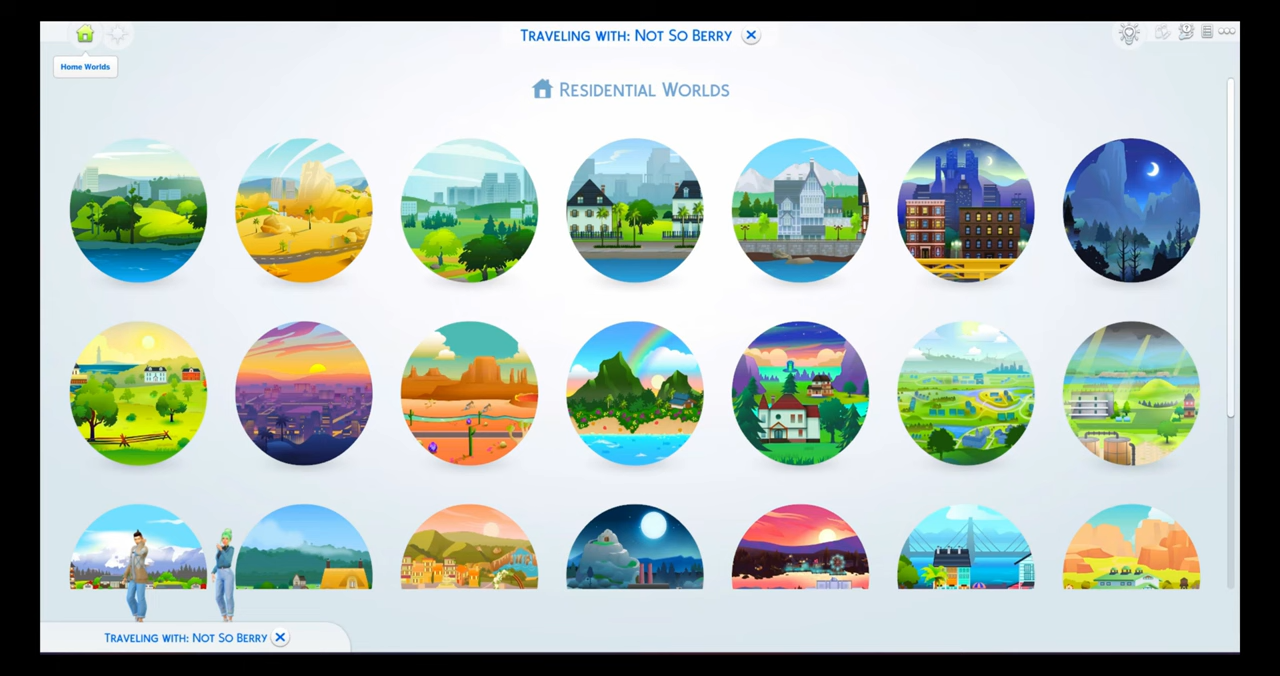 TRAVELING WITH: NOT SO BERRY
Home Worlds
RESIDENTIAL WORLDS
TRAVELING WITH: NOT SO BERRY